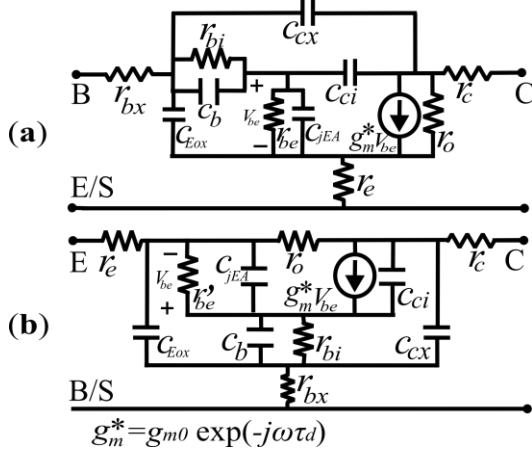 c_cx
r_bi
B r_bx c_b + c_ci r_c C
(a) c_Eox V_be r_be c_jEA g_m^*V_be r_o
−
r_e
E/S
E r_e − c_jEA r_o r_c C
V_be r_be' g_m^*V_be c_ci
+
(b) c_Eox c_b r_bi c_cx
r_bx
B/S
g_m^*=g_m0 exp(-jωτ_d)